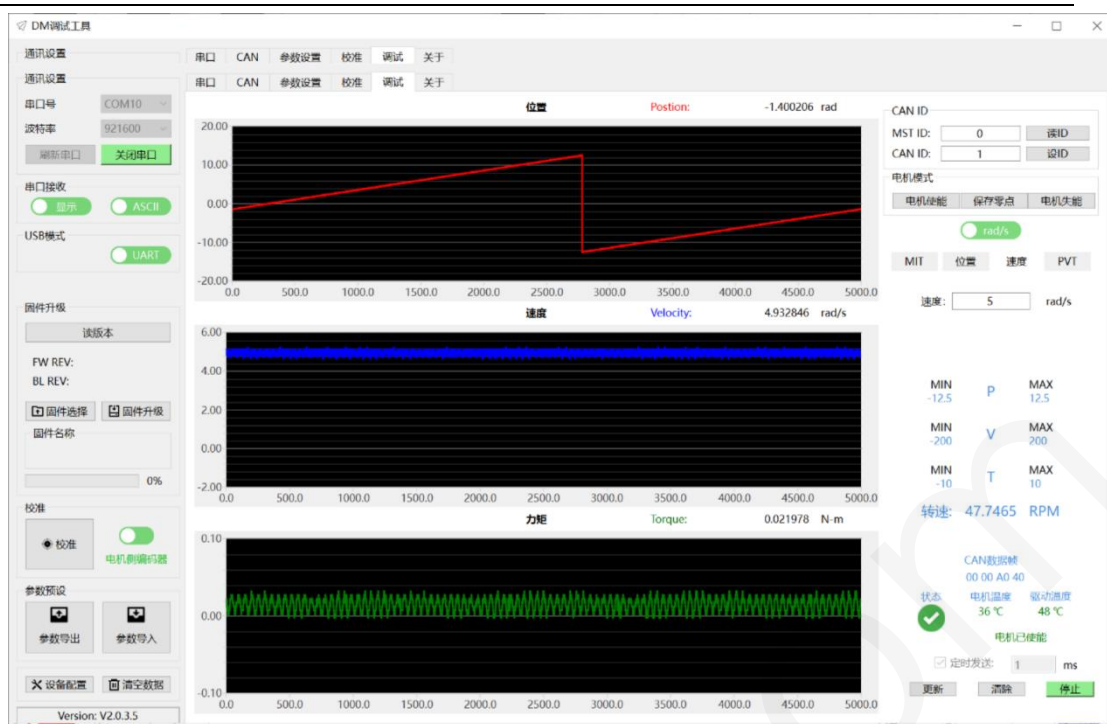 DM调试工具
通讯设置
串口 CAN 参数设置 校准 调试 关于
通讯设置
串口 CAN 参数设置 校准 调试 关于
串口号 COM10
波特率 921600
刷新串口 关闭串口
串口接收
显示 ASCII
USB模式
UART
固件升级
读版本
FW REV:
BL REV:
固件选择 固件升级
固件名称
0%
校准
校准
电机侧编码器
参数预设
参数导出 参数导入
设备配置 清空数据
Version: V2.0.3.5
位置 Postion: -1.400206 rad
20.00
10.00
0.00
-10.00
-20.00
0.0 500.0 1000.0 1500.0 2000.0 2500.0 3000.0 3500.0 4000.0 4500.0 5000.0
速度 Velocity: 4.932846 rad/s
6.00
4.00
2.00
0.00
-2.00
0.0 500.0 1000.0 1500.0 2000.0 2500.0 3000.0 3500.0 4000.0 4500.0 5000.0
力矩 Torque: 0.021978 N-m
0.10
0.00
-0.10
0.0 500.0 1000.0 1500.0 2000.0 2500.0 3000.0 3500.0 4000.0 4500.0 5000.0
CAN ID
MST ID: 0 读ID
CAN ID: 1 设ID
电机模式
电机使能 保存零点 电机失能
rad/s
MIT 位置 速度 PVT
速度: 5 rad/s
MIN P MAX
-12.5 12.5
MIN V MAX
-200 200
MIN T MAX
-10 10
转速: 47.7465 RPM
CAN数据帧
00 00 A0 40
状态 电机温度 驱动温度
36 ℃ 48 ℃
电机已使能
定时发送: 1 ms
更新 清除 停止